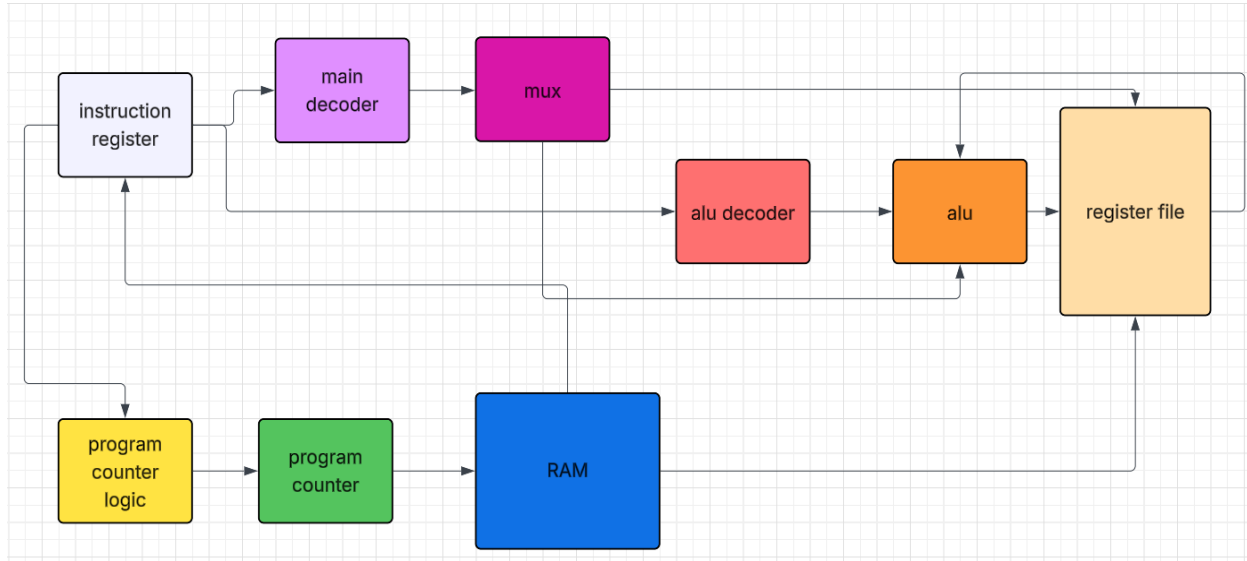 instruction
register
main
decoder
mux
alu decoder
alu
register file
program
counter
logic
program
counter
RAM